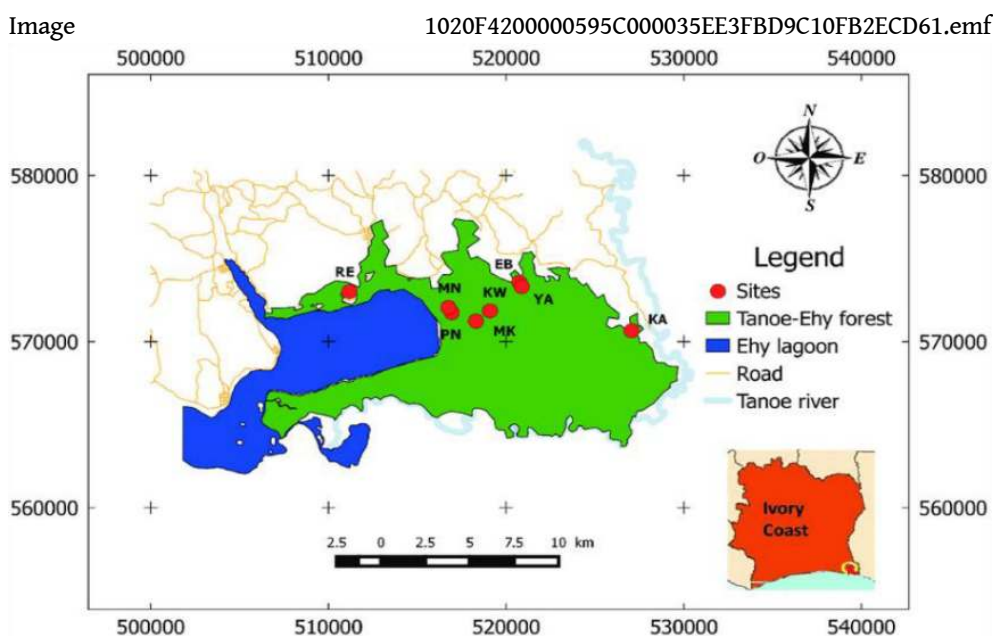 Image 1020F4200000595C000035EE3FBD9C10FB2ECD61.emf
500000 510000 520000 530000 540000
N
O E
S
580000 580000
Legend
EB
RE
Sites
MN KW YA
KA
Tanoe-Ehy forest
PN MK
570000 570000
Ehy lagoon
Road
Tanoe river
560000 560000
Ivory
Coast
2.5 0 2.5 5 7.5 10 km
500000 510000 520000 530000 540000